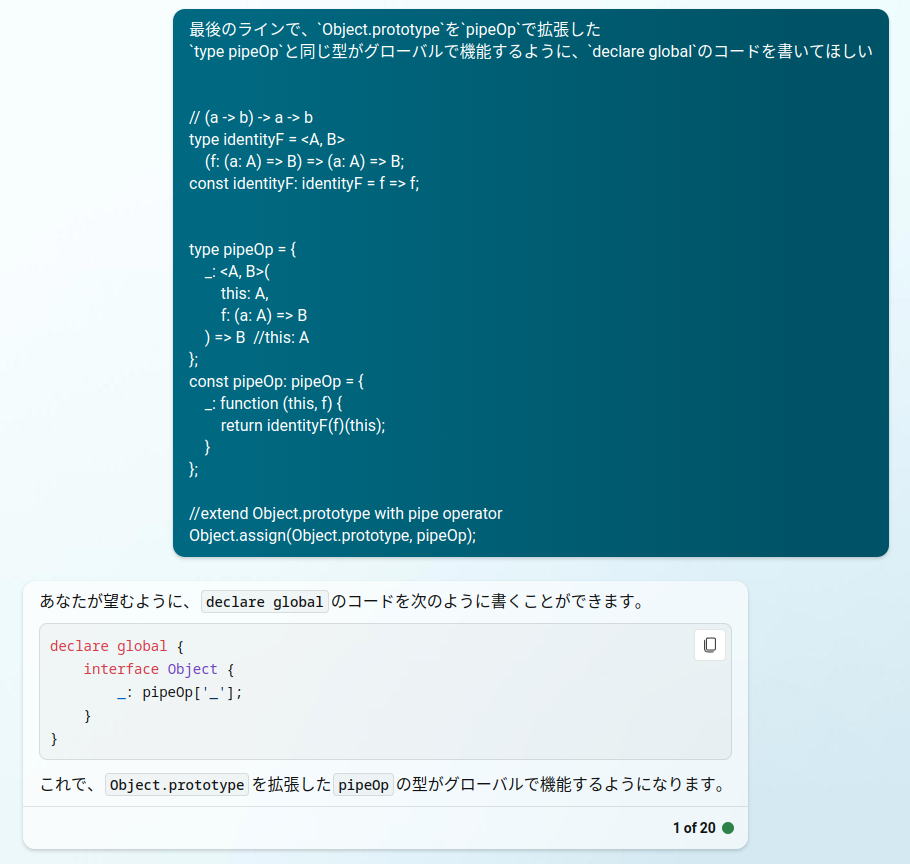 最後のラインで、`Object.prototype`を`pipeOp`で拡張した
`type pipeOp`と同じ型がグローバルで機能するように、`declare global`のコードを書いてほしい
// (a -> b) -> a -> b
type identityF = <A, B>
    (f: (a: A) => B) => (a: A) => B;
const identityF: identityF = f => f;
type pipeOp = {
    _: <A, B>(
        this: A,
        f: (a: A) => B
    ) => B  //this: A
};
const pipeOp: pipeOp = {
    _: function (this, f) {
        return identityF(f)(this);
    }
};
//extend Object.prototype with pipe operator
Object.assign(Object.prototype, pipeOp);
あなたが望むように、 declare global のコードを次のように書くことができます。
declare global {
    interface Object {
        _: pipeOp['_'];
    }
}
これで、 Object.prototype を拡張した pipeOp の型がグローバルで機能するようになります。
1 of 20